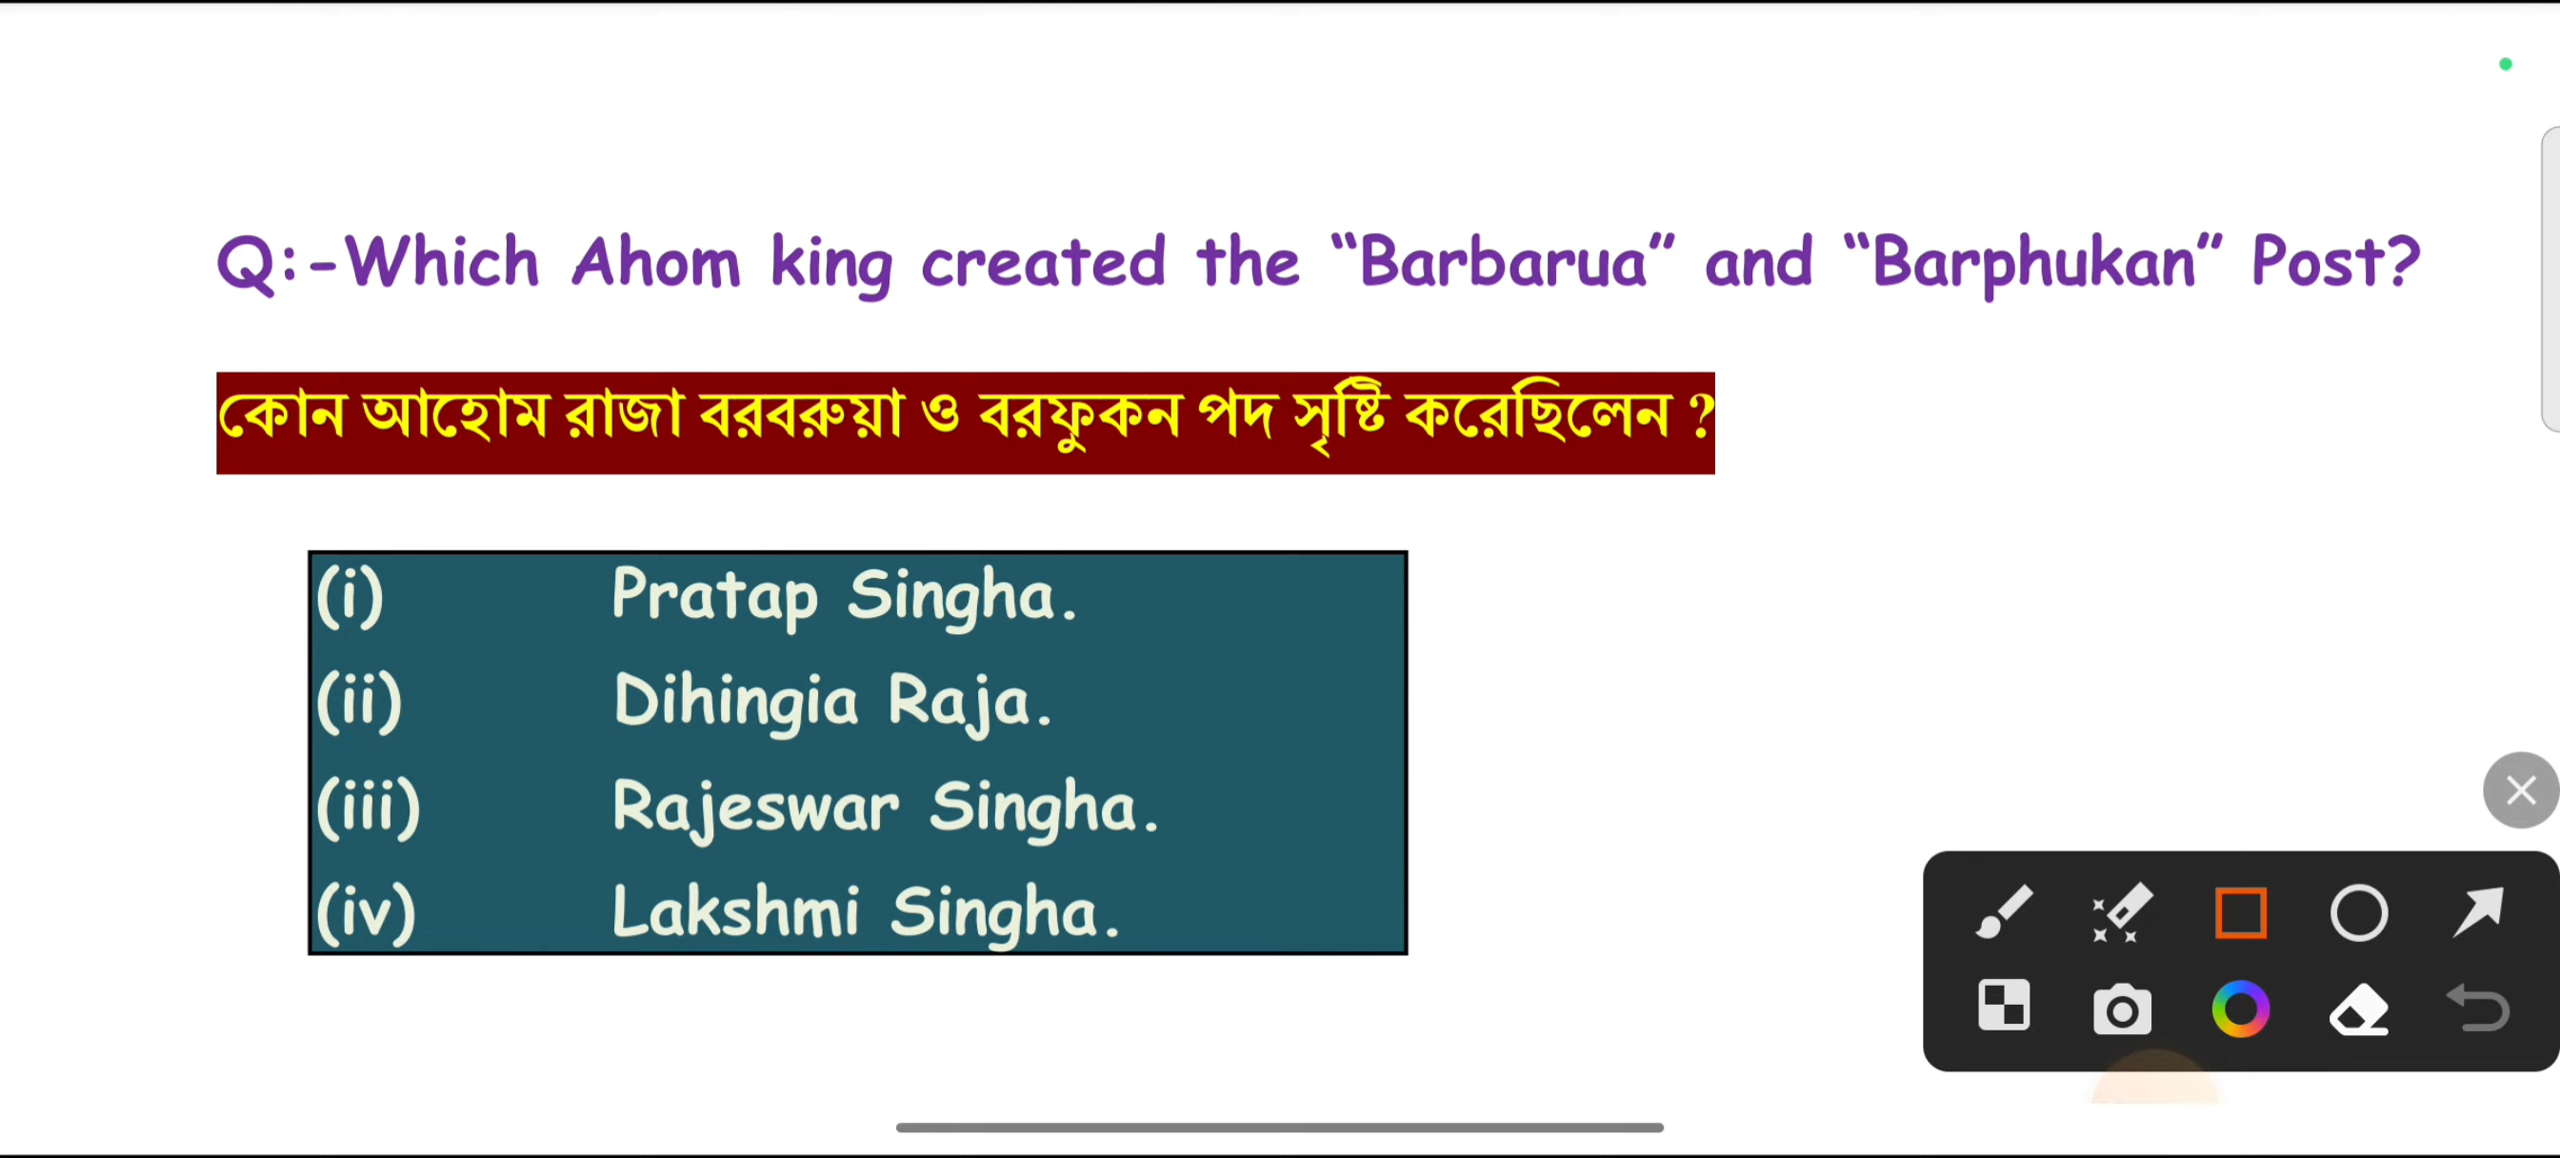 Q:-Which Ahom king created the “Barbarua” and “Barphukan” Post?
কোন আহোম রাজা বরবরুয়া ও বরফুকন পদ সৃষ্টি করেছিলেন ?
(i) Pratap Singha.
(ii) Dihingia Raja.
(iii) Rajeswar Singha.
(iv) Lakshmi Singha.